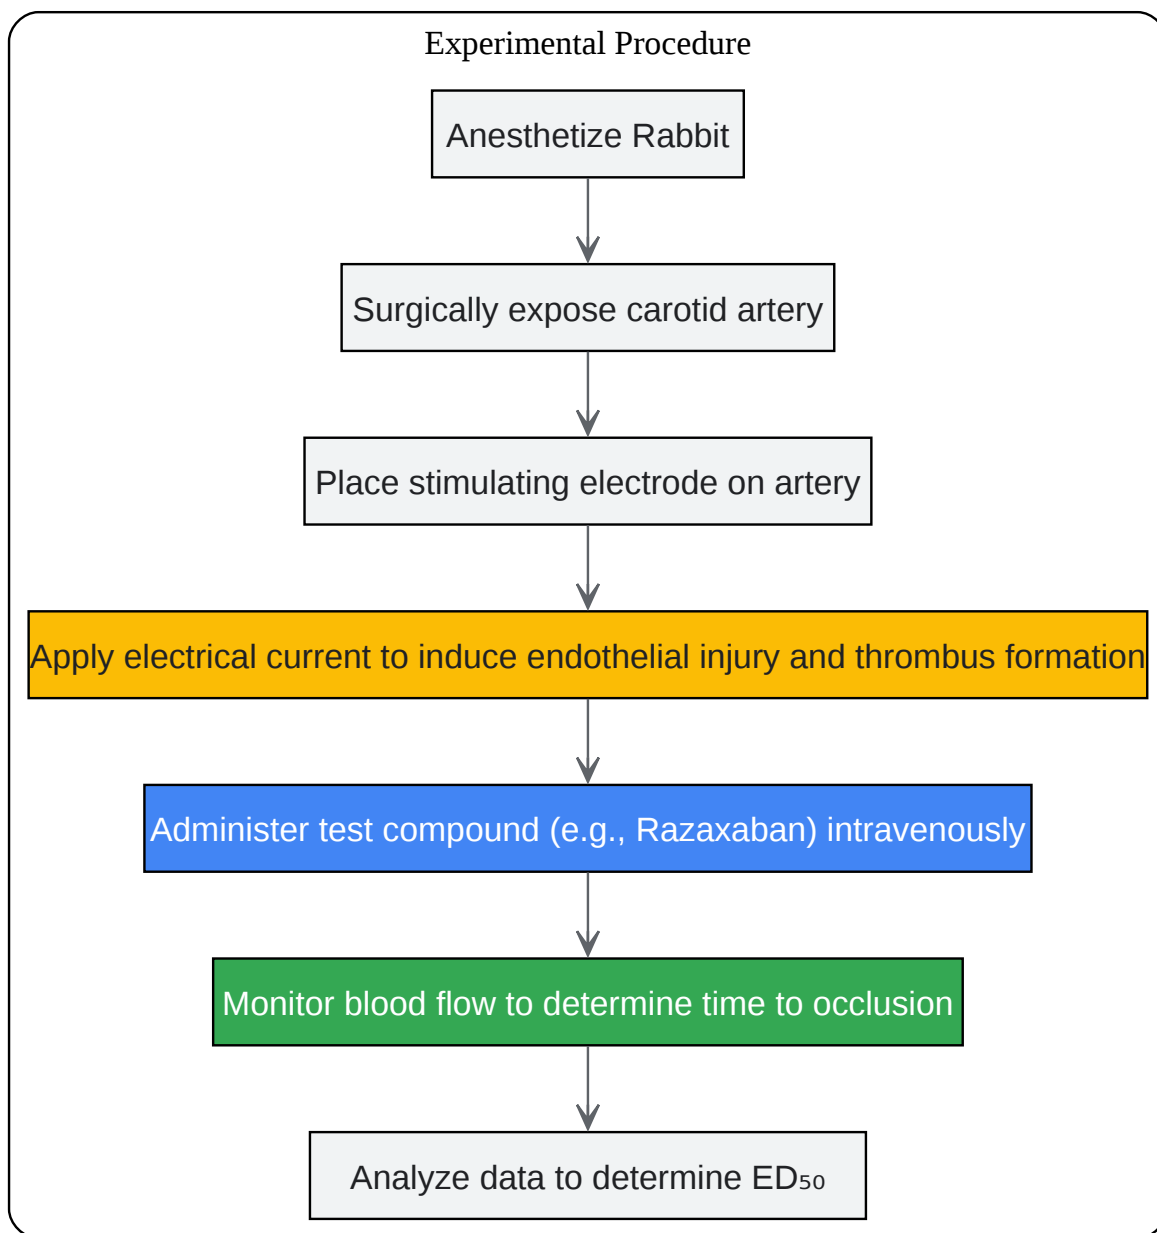 Experimental Procedure
Anesthetize Rabbit
Surgically expose carotid artery
Place stimulating electrode on artery
Apply electrical current to induce endothelial injury and thrombus formation
Administer test compound (e.g., Razaxaban) intravenously
Monitor blood flow to determine time to occlusion
Analyze data to determine ED₅₀